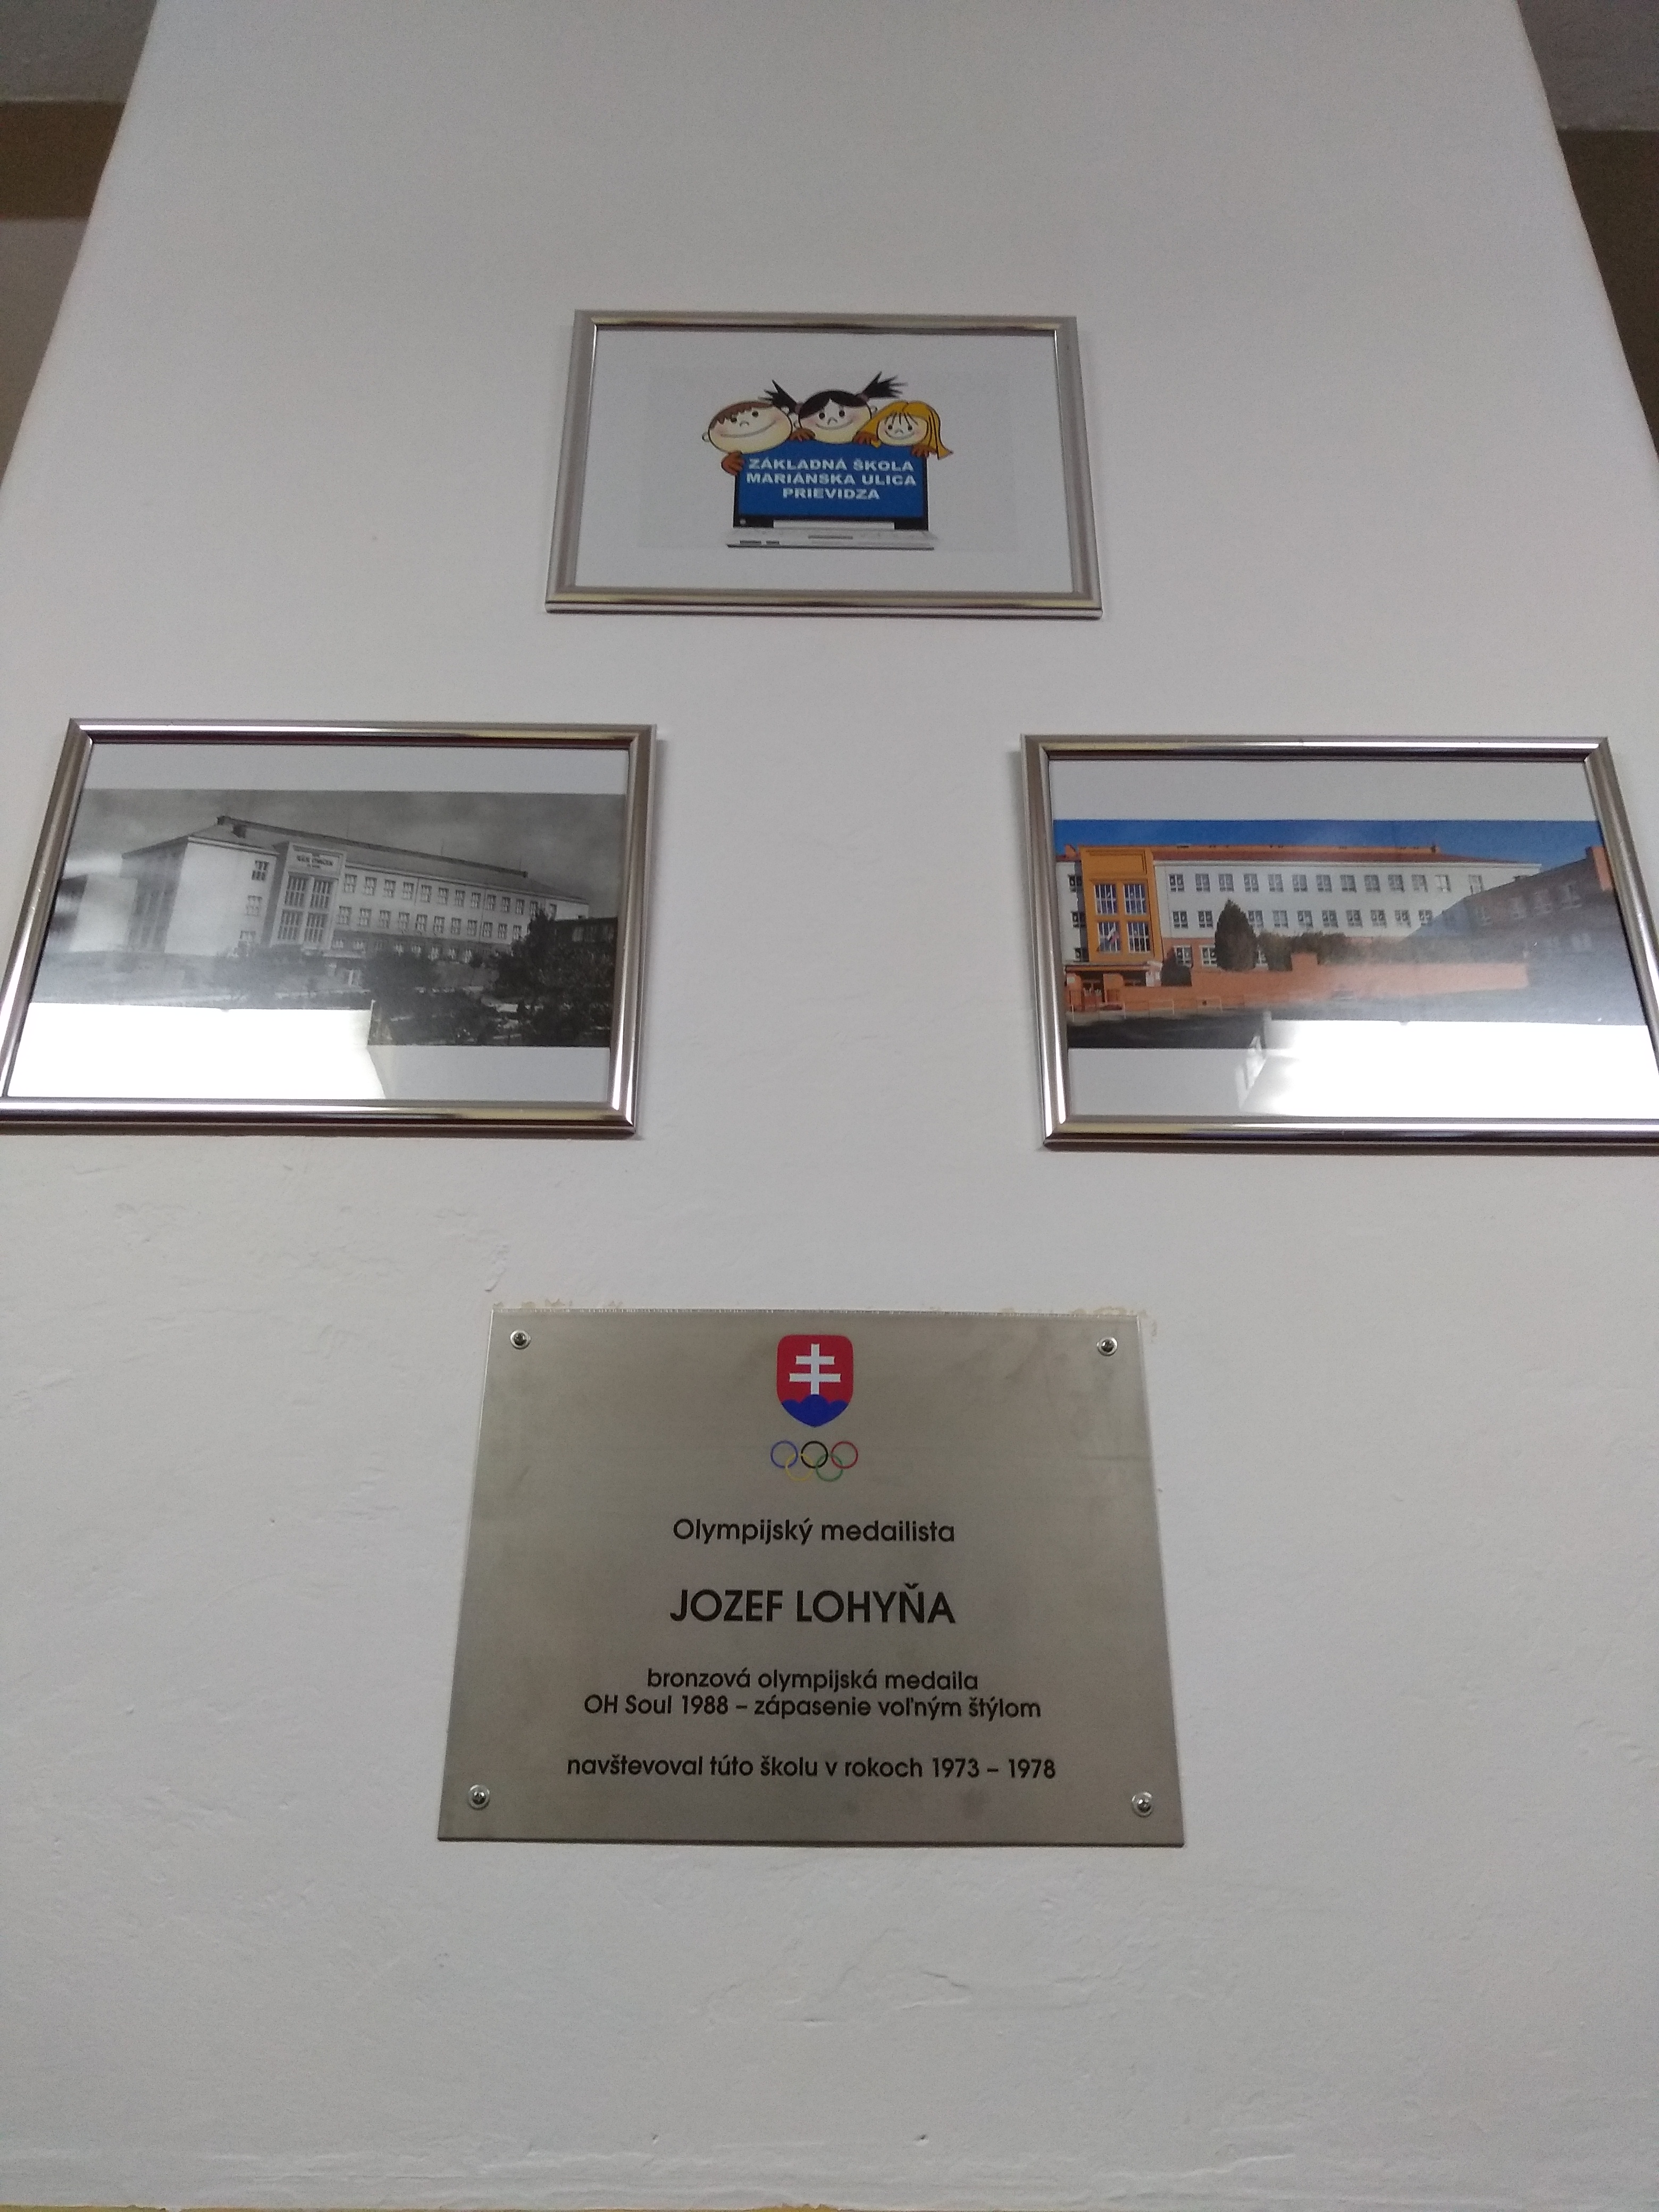 ZÁKLADNÁ ŠKOLA
MARIÁNSKA ULICA
PRIEVIDZA
Olympijský medailista
JOZEF LOHYŇA
bronzová olympijská medaila
OH Soul 1988 – zápasenie voľným štýlom
navštevoval túto školu v rokoch 1973 – 1978